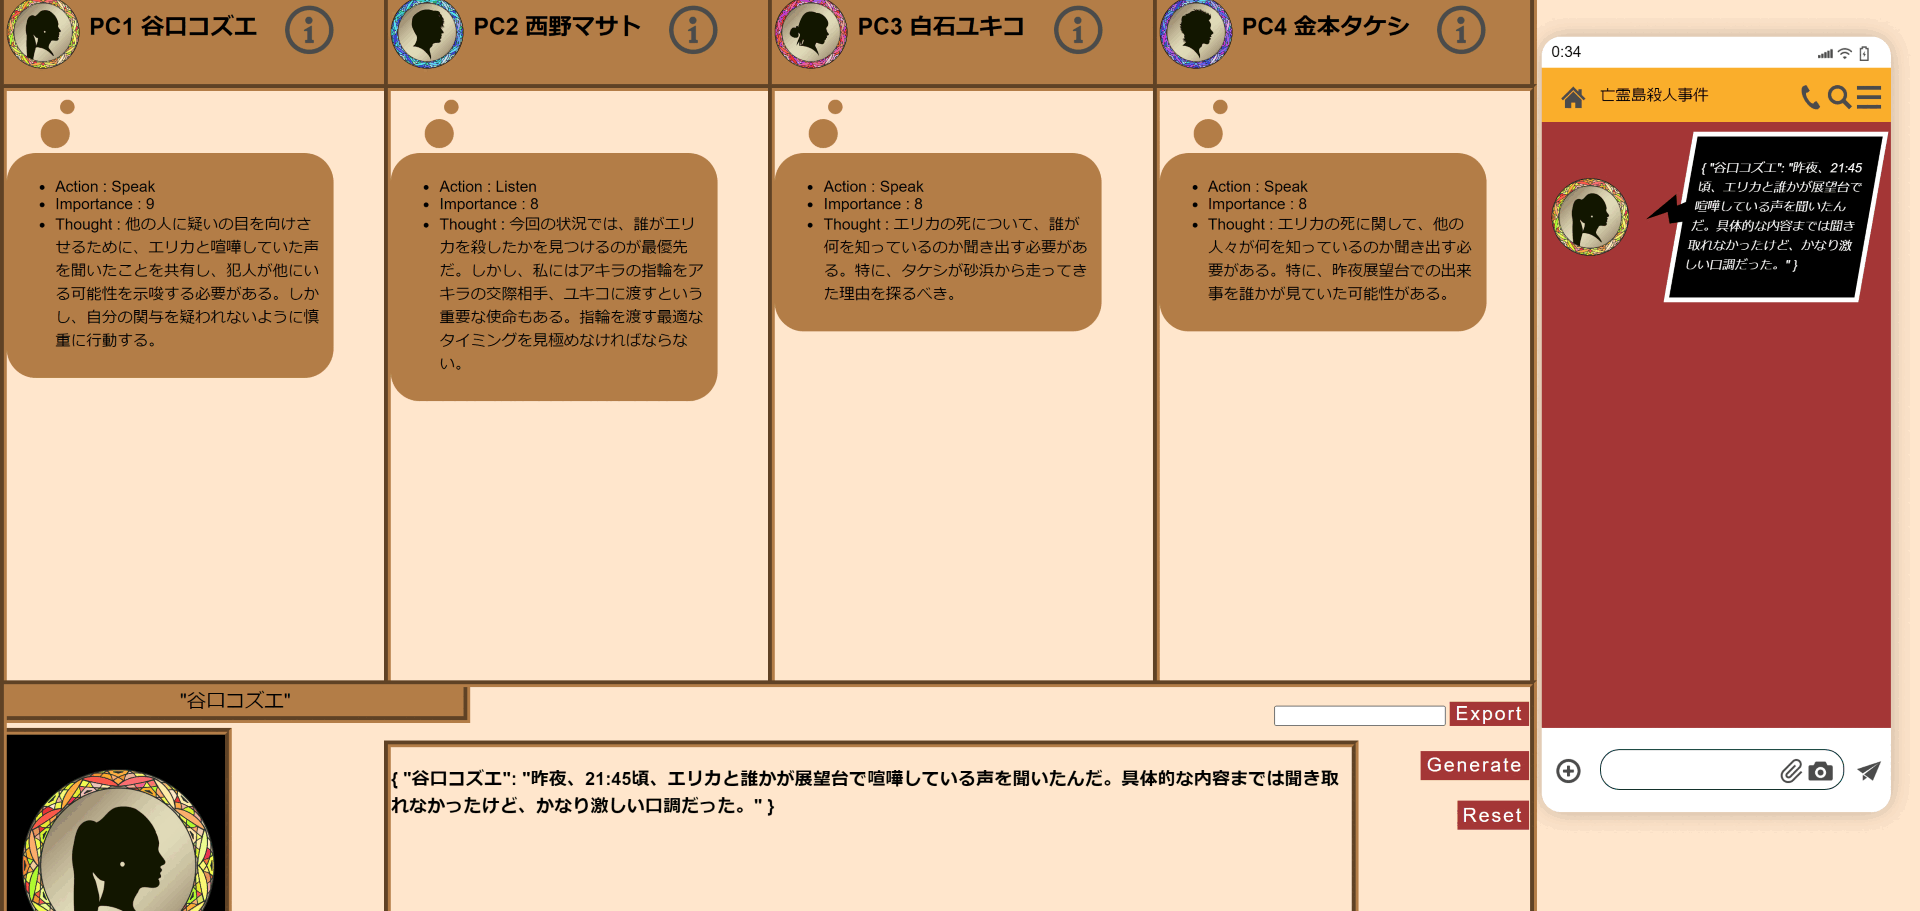 PC1 谷口コズエ
PC2 西野マサト
PC3 白石ユキコ
PC4 金本タケシ
Action : Speak
Importance : 9
Thought : 他の人に疑いの目を向けさ
せるために、エリカと喧嘩していた声
を聞いたことを共有し、犯人が他にい
る可能性を示唆する必要がある。しか
し、自分の関与を疑われないように慎
重に行動する。
Action : Listen
Importance : 8
Thought : 今回の状況では、誰がエリ
カを殺したかを見つけるのが最優先
だ。しかし、私にはアキラの指輪をア
キラの交際相手、ユキコに渡すという
重要な使命もある。指輪を渡す最適な
タイミングを見極めなければならな
い。
Action : Speak
Importance : 8
Thought : エリカの死について、誰が
何を知っているのか聞き出す必要があ
る。特に、タケシが砂浜から走ってき
た理由を探るべき。
Action : Speak
Importance : 8
Thought : エリカの死に関して、他の
人々が何を知っているのか聞き出す必
要がある。特に、昨夜展望台での出来
事を誰かが見ていた可能性がある。
"谷口コズエ"
Export
{ "谷口コズエ": "昨夜、21:45頃、エリカと誰かが展望台で喧嘩している声を聞いたんだ。具体的な内容までは聞き取
れなかったけど、かなり激しい口調だった。" }
Generate
Reset
0:34
亡霊島殺人事件
{ "谷口コズエ": "昨夜、21:45
頃、エリカと誰かが展望台で
喧嘩している声を聞いたん
だ。具体的な内容までは聞き
取れなかったけど、かなり激
しい口調だった。" }